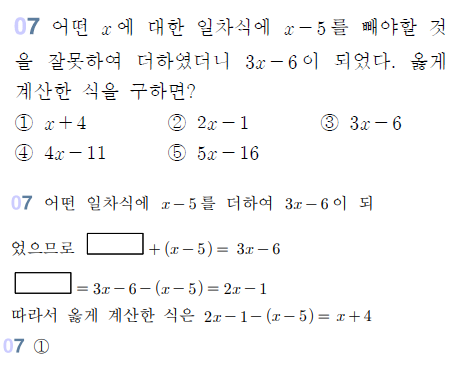 07 어떤 x에 대한 일차식에 x-5를 빼야할 것
을 잘못하여 더하였더니 3x-6이 되었다. 옳게
계산한 식을 구하면?
① x+4 ② 2x-1 ③ 3x-6
④ 4x-11 ⑤ 5x-16
07 어떤 일차식에 x-5를 더하여 3x-6이 되
었으므로 +(x-5)= 3x-6
=3x-6-(x-5)=2x-1
따라서 옳게 계산한 식은 2x-1-(x-5)=x+4
07 ①